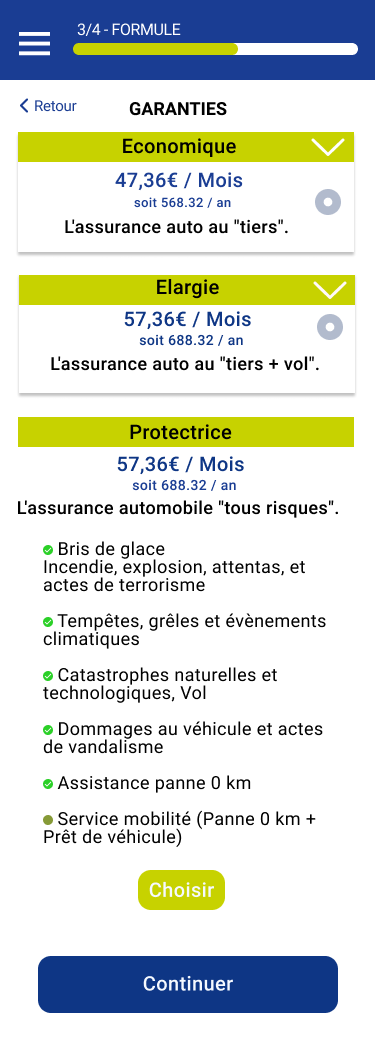 3/4 - FORMULE
Retour
GARANTIES
Economique
47,36€ / Mois
soit 568.32 / an
L'assurance auto au "tiers".
Elargie
57,36€ / Mois
soit 688.32 / an
L'assurance auto au "tiers + vol".
Protectrice
57,36€ / Mois
soit 688.32 / an
L'assurance automobile "tous risques".
Bris de glace
Incendie, explosion, attentas, et
actes de terrorisme
Tempêtes, grêles et évènements
climatiques
Catastrophes naturelles et
technologiques, Vol
Dommages au véhicule et actes
de vandalisme
Assistance panne 0 km
Service mobilité (Panne 0 km +
Prêt de véhicule)
Choisir
Continuer